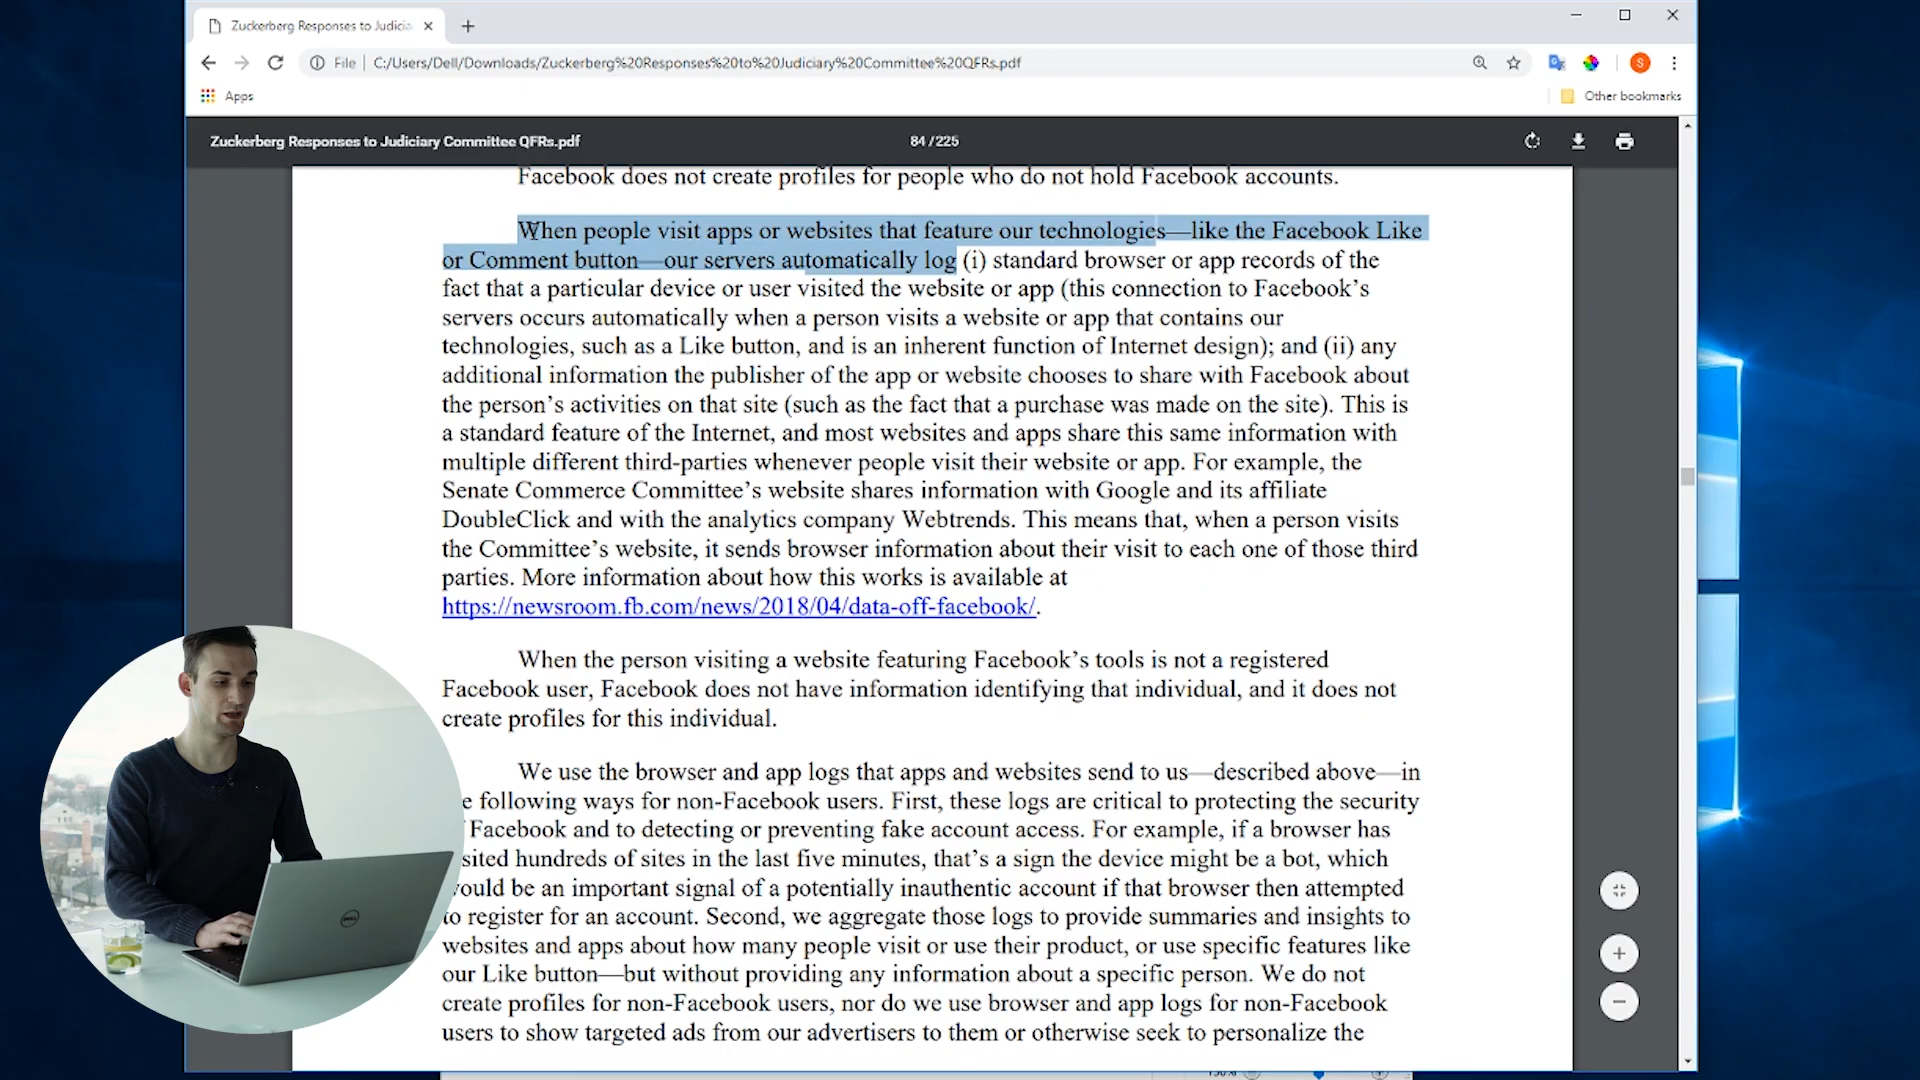 Zuckerberg Responses to Judicia
File | C:/Users/Dell/Downloads/Zuckerberg%20Responses%20to%20Judiciary%20Committee%20QFRs.pdf
S
Apps
Other bookmarks
Zuckerberg Responses to Judiciary Committee QFRs.pdf
84 / 225
Facebook does not create profiles for people who do not hold Facebook accounts.
When people visit apps or websites that feature our technologies—like the Facebook Like
or Comment button—our servers automatically log (i) standard browser or app records of the
fact that a particular device or user visited the website or app (this connection to Facebook’s
servers occurs automatically when a person visits a website or app that contains our
technologies, such as a Like button, and is an inherent function of Internet design); and (ii) any
additional information the publisher of the app or website chooses to share with Facebook about
the person’s activities on that site (such as the fact that a purchase was made on the site). This is
a standard feature of the Internet, and most websites and apps share this same information with
multiple different third-parties whenever people visit their website or app. For example, the
Senate Commerce Committee’s website shares information with Google and its affiliate
DoubleClick and with the analytics company Webtrends. This means that, when a person visits
the Committee’s website, it sends browser information about their visit to each one of those third
parties. More information about how this works is available at
https://newsroom.fb.com/news/2018/04/data-off-facebook/.
When the person visiting a website featuring Facebook’s tools is not a registered
Facebook user, Facebook does not have information identifying that individual, and it does not
create profiles for this individual.
We use the browser and app logs that apps and websites send to us—described above—in
e following ways for non-Facebook users. First, these logs are critical to protecting the security
Facebook and to detecting or preventing fake account access. For example, if a browser has
sited hundreds of sites in the last five minutes, that’s a sign the device might be a bot, which
ould be an important signal of a potentially inauthentic account if that browser then attempted
to register for an account. Second, we aggregate those logs to provide summaries and insights to
websites and apps about how many people visit or use their product, or use specific features like
our Like button—but without providing any information about a specific person. We do not
create profiles for non-Facebook users, nor do we use browser and app logs for non-Facebook
users to show targeted ads from our advertisers to them or otherwise seek to personalize the
DELL